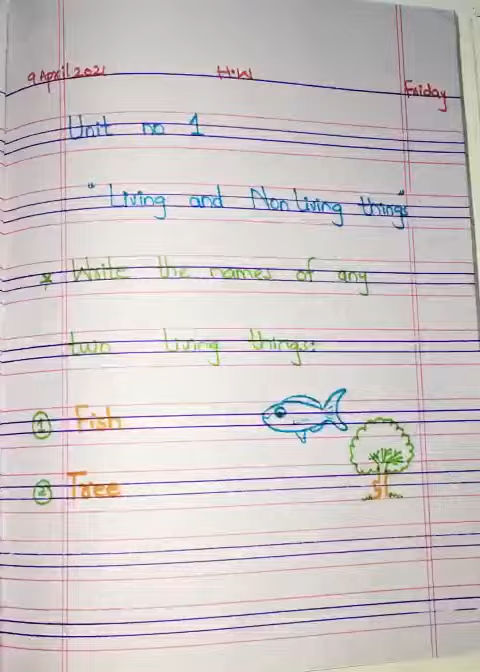 9 April 2021 H.W Friday
Unit no 1
"Living and Non Living things"
* Write the names of any
two living things:
1 Fish
2 Tree